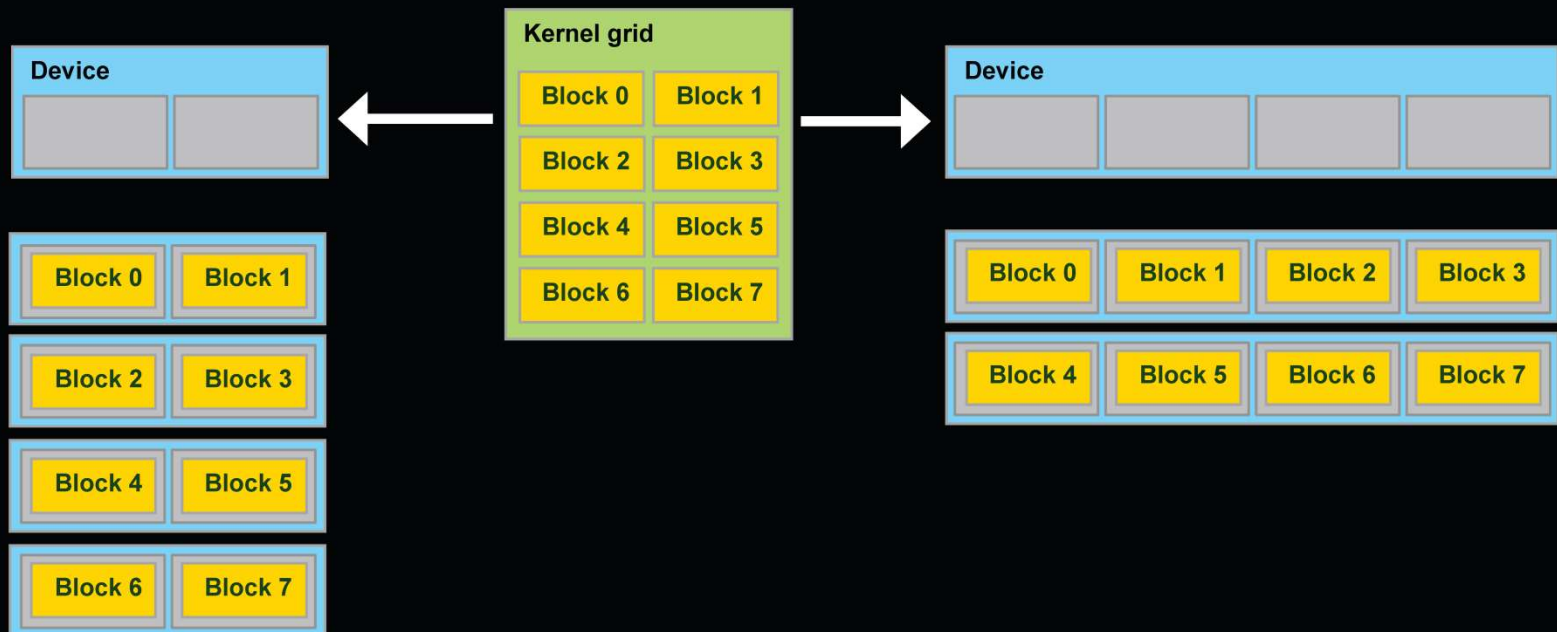 Kernel grid
Device
Device
Block 0 Block 1
Block 2 Block 3
Block 4 Block 5
Block 6 Block 7
Block 0 Block 1
Block 2 Block 3
Block 4 Block 5
Block 6 Block 7
Block 0 Block 1 Block 2 Block 3
Block 4 Block 5 Block 6 Block 7